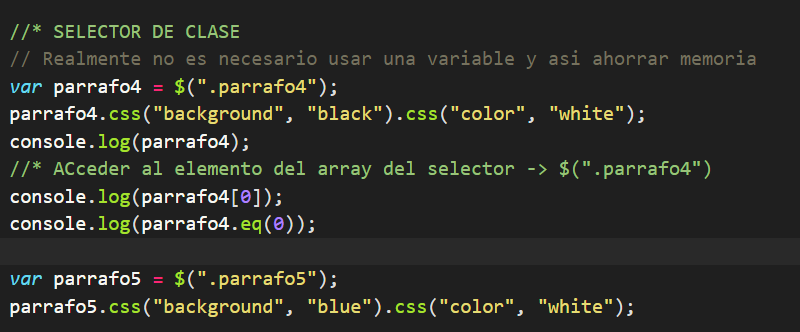 //* SELECTOR DE CLASE
// Realmente no es necesario usar una variable y asi ahorrar memoria
var parrafo4 = $(".parrafo4");
parrafo4.css("background", "black").css("color", "white");
console.log(parrafo4);
//* ACceder al elemento del array del selector -> $(".parrafo4")
console.log(parrafo4[0]);
console.log(parrafo4.eq(0));
var parrafo5 = $(".parrafo5");
parrafo5.css("background", "blue").css("color", "white");